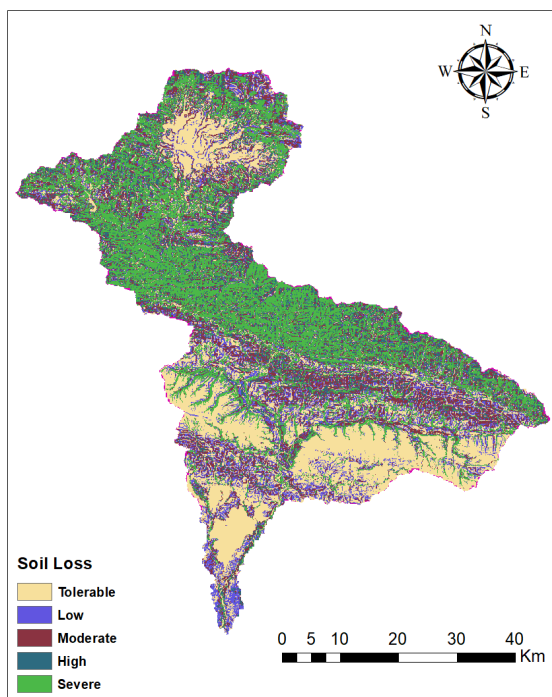 N
W E
S
Soil Loss
Tolerable
Low
Moderate
High
Severe
0 5 10 20 30 40
Km